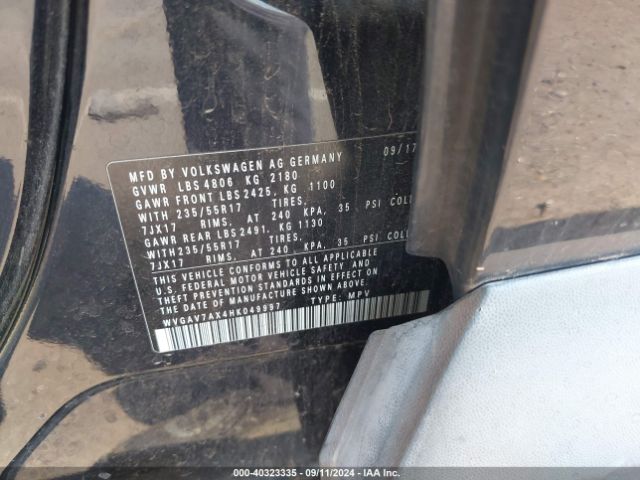 MFD BY VOLKSWAGEN AG GERMANY 09/17
GVWR LBS 4806 KG 2180
GAWR FRONT LBS 2425, KG 1100
WITH 235/55R17 TIRES,
7JX17 RIMS, AT 240 KPA, 35 PSI COLD
GAWR REAR LBS 2491, KG 1130
WITH235/55R17 TIRES,
7JX17 RIMS, AT 240 KPA, 35 PSI COL
THIS VEHICLE CONFORMS TO ALL APPLICABLE
U.S. FEDERAL MOTOR VEHICLE SAFETY AND
THEFT PREVENTION STANDARDS IN EFFECT ON
THE DATE OF MANUFACTURE SHOWN ABOVE.
WVGAV7AX4HK049997 TYPE: MPV
000-40323335 - 09/11/2024 - IAA Inc.